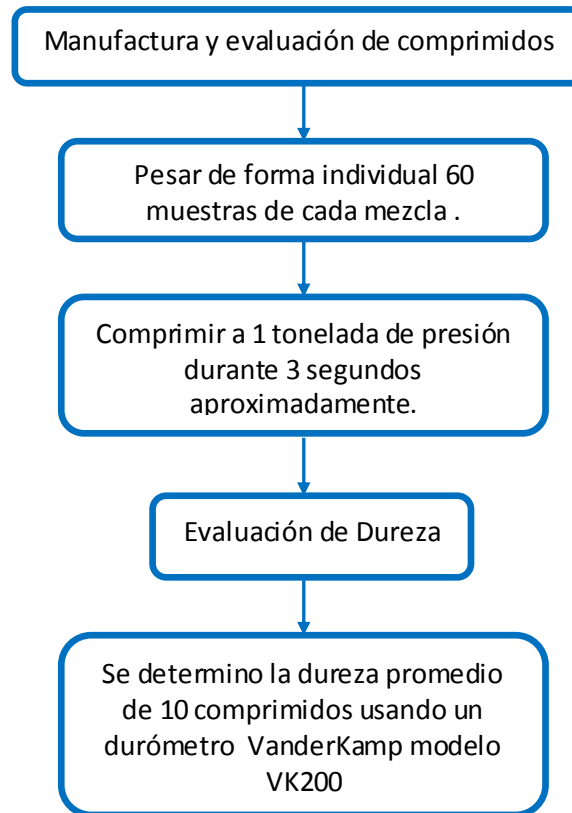 Manufactura y evaluación de comprimidos
Pesar de forma individual 60
muestras de cada mezcla .
Comprimir a 1 tonelada de presión
durante 3 segundos
aproximadamente.
Evaluación de Dureza
Se determino la dureza promedio
de 10 comprimidos usando un
durómetro VanderKamp modelo
VK200